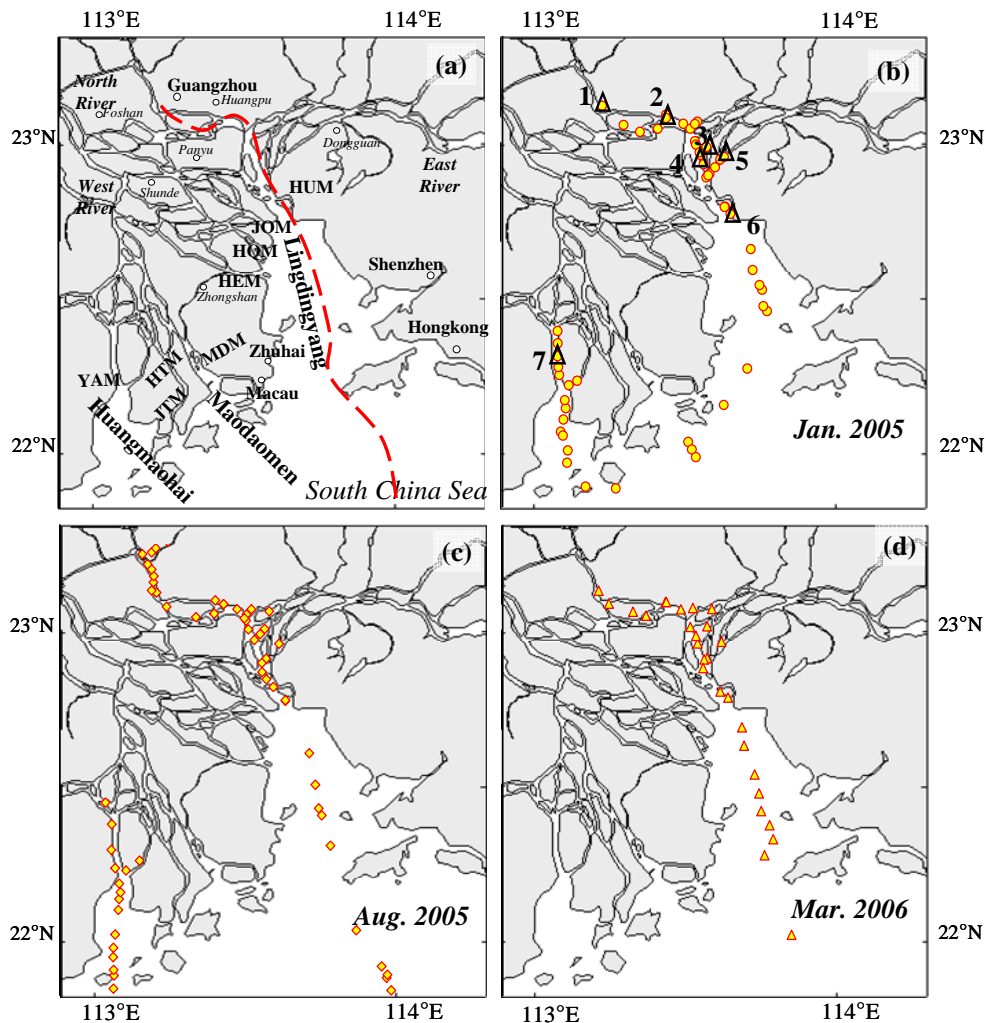 113°E
114°E
113°E
114°E
(a)
North
River
Guangzhou
Huangpu
Foshan
23°N
Panyu
Dongguan
East
River
West
River
Shunde
HUM
JQM
HQM
HEM
Zhongshan
Lingdingyang
Shenzhen
Hongkong
MDM
Zhuhai
HTM
YAM
Macau
JTM
Huangmaohai
Maodaomen
22°N
South China Sea
(b)
1
2
3
4
5
6
7
23°N
22°N
Jan. 2005
(c)
23°N
22°N
Aug. 2005
113°E
114°E
(d)
23°N
22°N
Mar. 2006
113°E
114°E